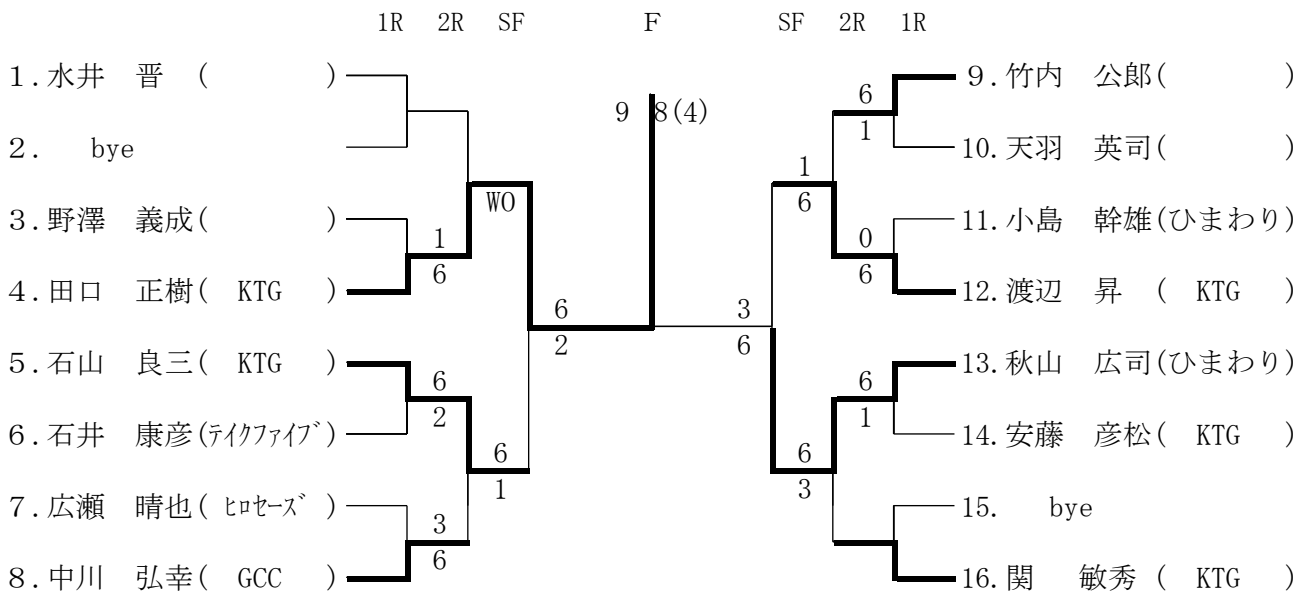 1R 2R SF F SF 2R 1R
1.水井 晋 ( )
2. bye
3.野澤 義成( )
4.田口 正樹( KTG )
5.石山 良三( KTG )
6.石井 康彦(ﾃｲｸﾌｧｲﾌﾞ)
7.広瀬 晴也( ﾋﾛｾｰｽﾞ )
8.中川 弘幸( GCC )
1
6
6
2
3
6
WO
6
1
6
2
9 8(4)
3
6
1
6
6
3
6
1
0
6
6
1
9.竹内 公郎( )
10.天羽 英司( )
11.小島 幹雄(ひまわり)
12.渡辺 昇 ( KTG )
13.秋山 広司(ひまわり)
14.安藤 彦松( KTG )
15. bye
16.関 敏秀 ( KTG )